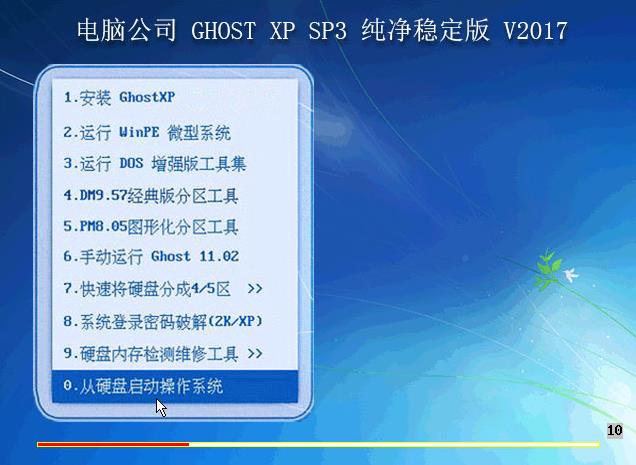 电脑公司 GHOST XP SP3 纯净稳定版 V2017
1.安装 GhostXP
2.运行 WinPE 微型系统
3.运行 DOS 增强版工具集
4.DM9.57经典版分区工具
5.PM8.05图形化分区工具
6.手动运行 Ghost 11.02
7.快速将硬盘分成4/5区 >>
8.系统登录密码破解(2K/XP)
9.硬盘内存检测维修工具 >>
0.从硬盘启动操作系统
10